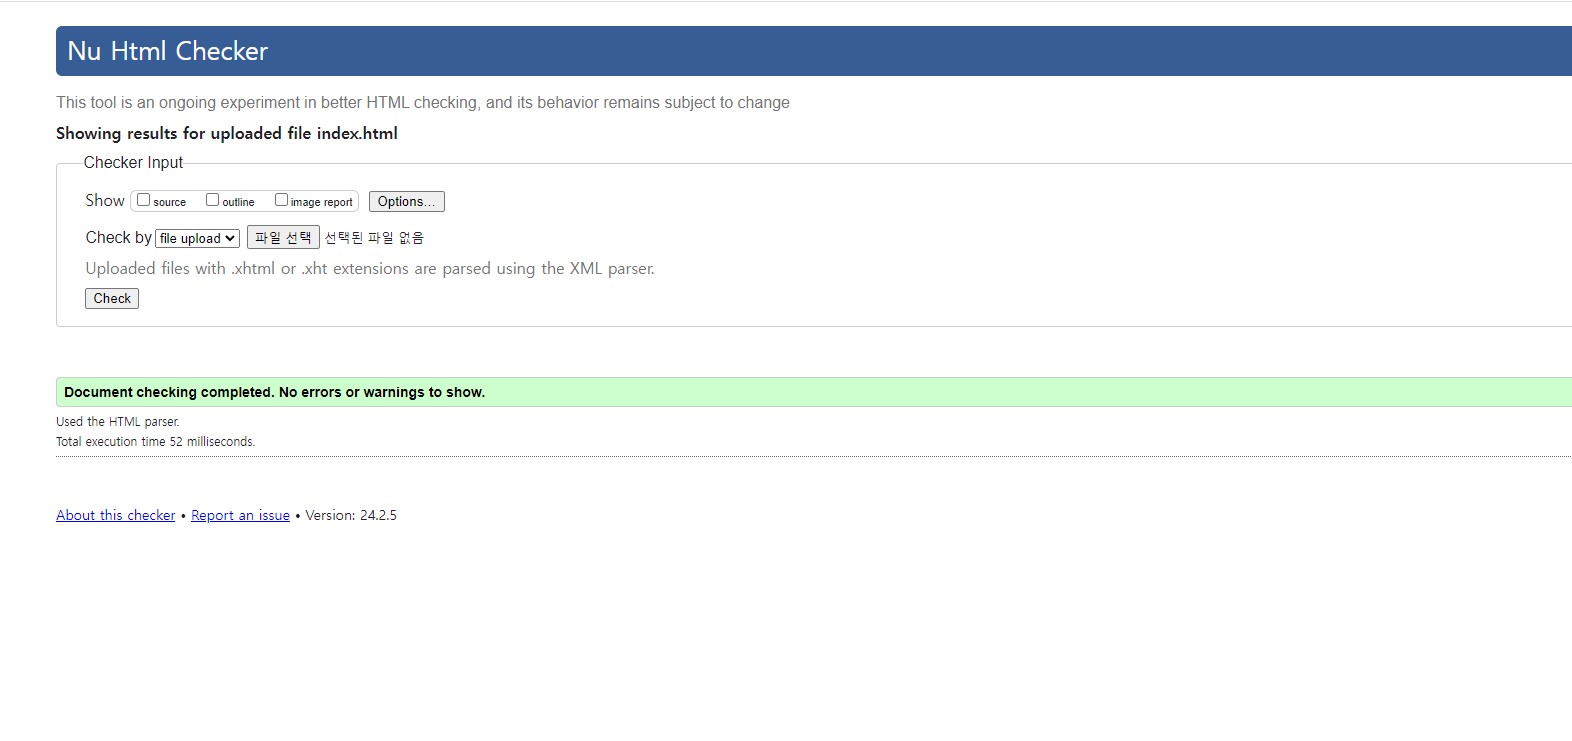 Nu Html Checker
This tool is an ongoing experiment in better HTML checking, and its behavior remains subject to change
Showing results for uploaded file index.html
Checker Input
Show source outline image report Options...
Check by file upload 파일 선택 선택된 파일 없음
Uploaded files with .xhtml or .xht extensions are parsed using the XML parser.
Check
Document checking completed. No errors or warnings to show.
Used the HTML parser.
Total execution time 52 milliseconds.
About this checker • Report an issue • Version: 24.2.5